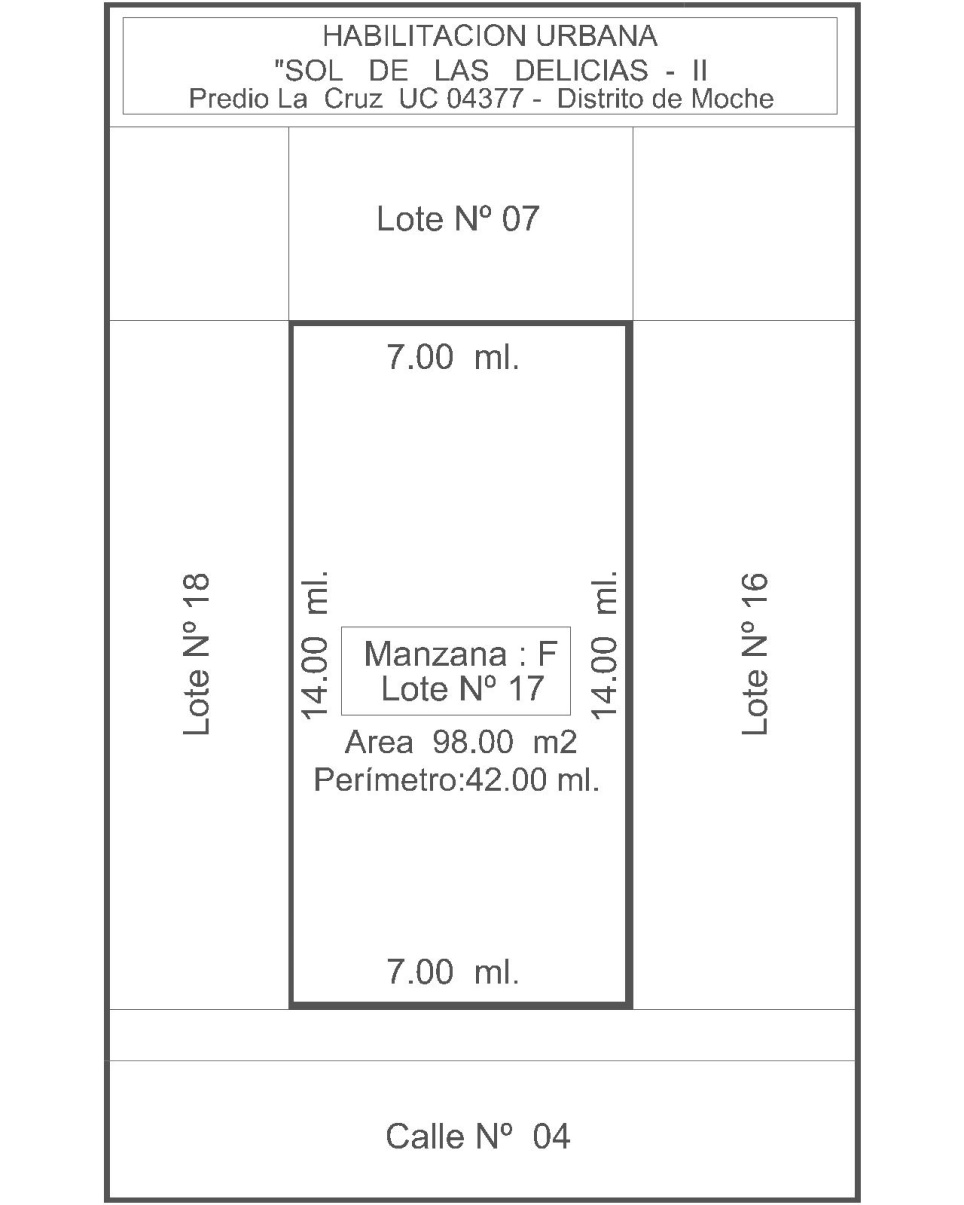 HABILITACION URBANA
"SOL DE LAS DELICIAS - II
Predio La Cruz UC 04377 - Distrito de Moche
Lote Nº 07
7.00 ml.
Lote Nº 18
14.00 ml.
Manzana : F
Lote Nº 17
Area 98.00 m2
Perímetro:42.00 ml.
14.00 ml.
Lote Nº 16
7.00 ml.
Calle Nº 04